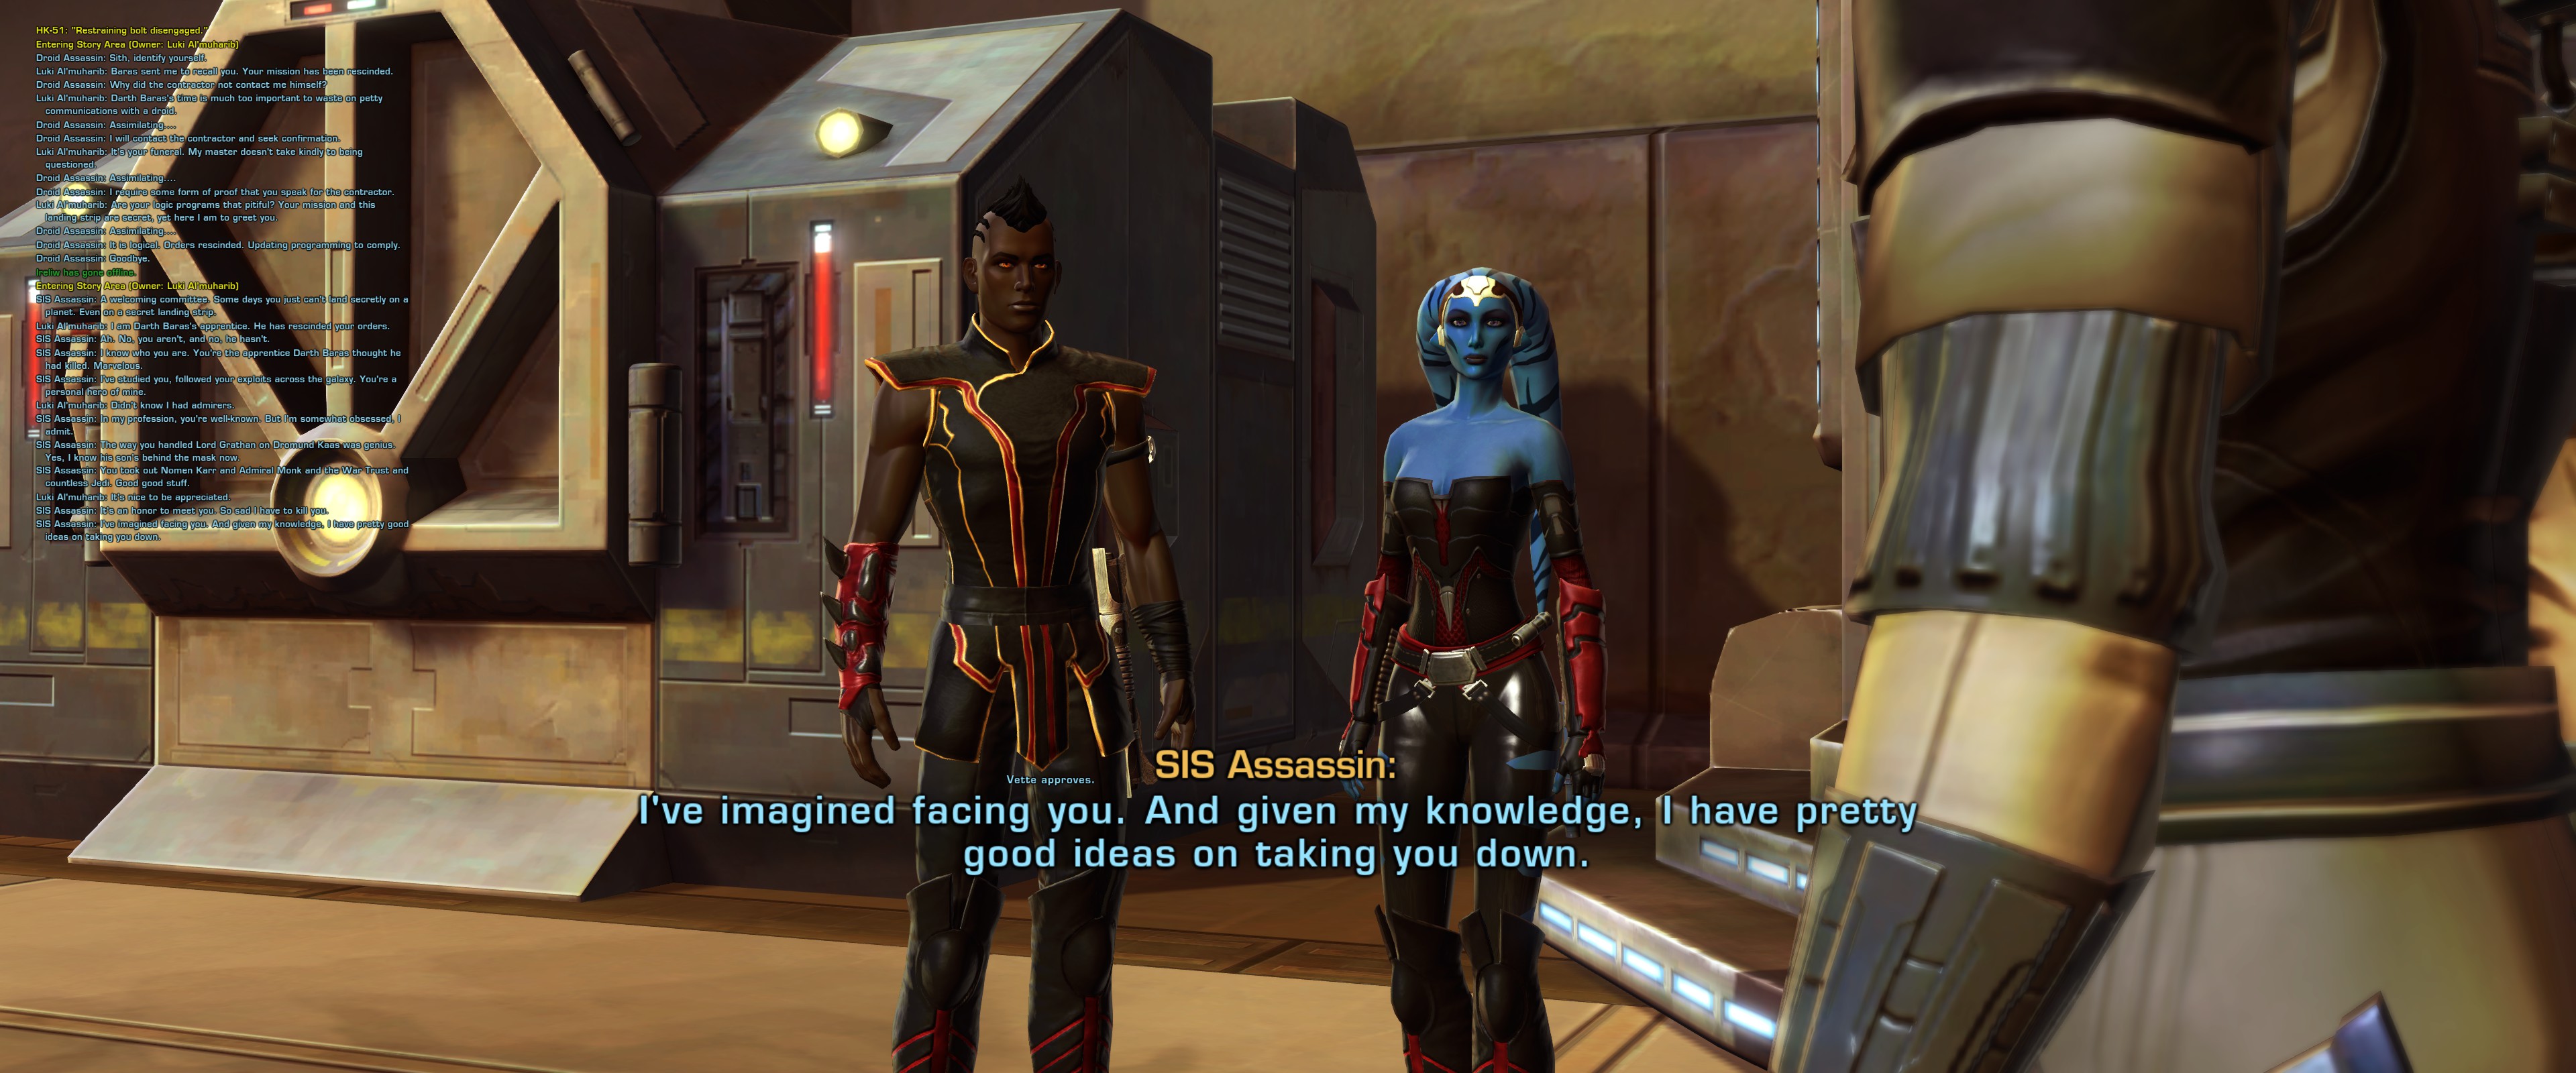 HK-51: "Restraining bolt disengaged."
Entering Story Area (Owner: Luki Al'muharib)
Droid Assassin: Sith, identify yourself.
Luki Al'muharib: Baras sent me to recall you. Your mission has been rescinded.
Droid Assassin: Why did the contractor not contact me himself?
Luki Al'muharib: Darth Baras's time is much too important to waste on petty
communications with a droid.
Droid Assassin: Assimilating....
Droid Assassin: I will contact the contractor and seek confirmation.
Luki Al'muharib: It's your funeral. My master doesn't take kindly to being
questioned.
Droid Assassin: Assimilating....
Droid Assassin: I require some form of proof that you speak for the contractor.
Luki Al'muharib: Are your logic programs that pitiful? Your mission and this
landing strip are secret, yet here I am to greet you.
Droid Assassin: Assimilating....
Droid Assassin: It is logical. Orders rescinded. Updating programming to comply.
Droid Assassin: Goodbye.
Ireliw has gone offline.
Entering Story Area (Owner: Luki Al'muharib)
SIS Assassin: A welcoming committee. Some days you just can't land secretly on a
planet. Even on a secret landing strip.
Luki Al'muharib: I am Darth Baras's apprentice. He has rescinded your orders.
SIS Assassin: Ah. No, you aren't, and no, he hasn't.
SIS Assassin: I know who you are. You're the apprentice Darth Baras thought he
had killed. Marvelous.
SIS Assassin: I've studied you, followed your exploits across the galaxy. You're a
personal hero of mine.
Luki Al'muharib: Didn't know I had admirers.
SIS Assassin: In my profession, you're well-known. But I'm somewhat obsessed, I
admit.
SIS Assassin: The way you handled Lord Grathan on Dromund Kaas was genius.
Yes, I know his son's behind the mask now.
SIS Assassin: You took out Nomen Karr and Admiral Monk and the War Trust and
countless Jedi. Good good stuff.
Luki Al'muharib: It's nice to be appreciated.
SIS Assassin: It's an honor to meet you. So sad I have to kill you.
SIS Assassin: I've imagined facing you. And given my knowledge, I have pretty good
ideas on taking you down.
Vette approves.
SIS Assassin:
I've imagined facing you. And given my knowledge, I have pretty
good ideas on taking you down.